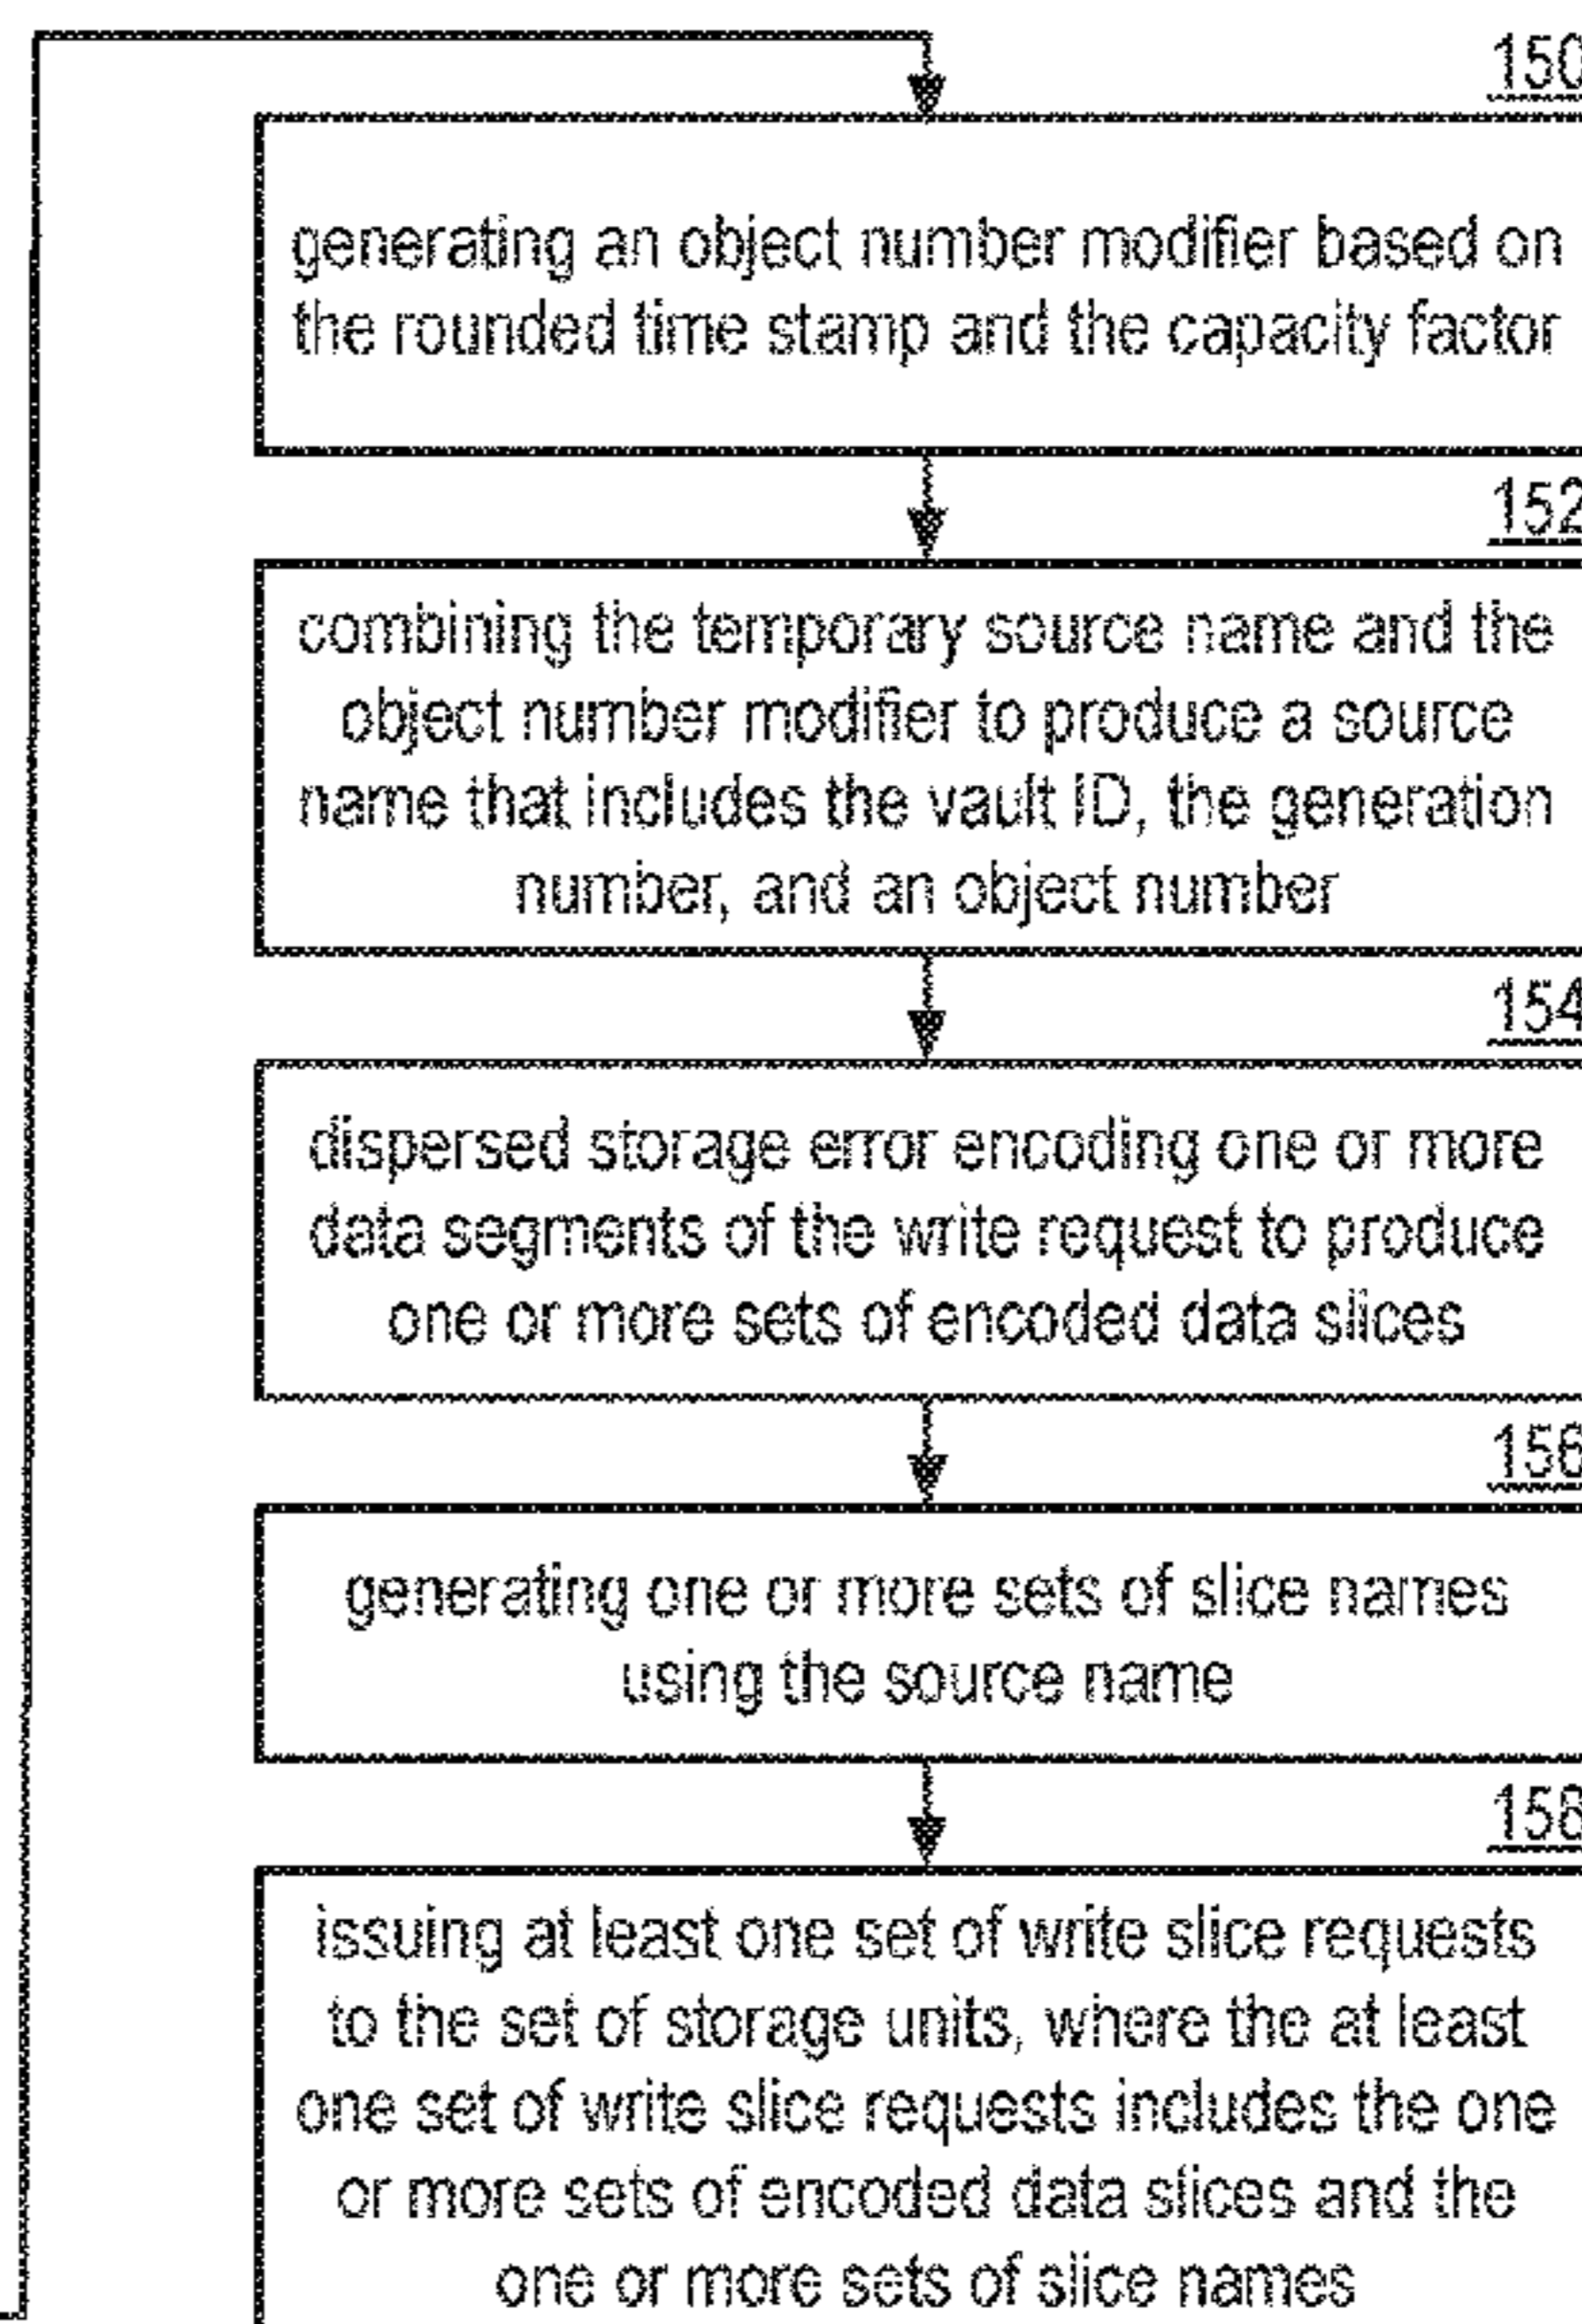 150
generating an object number modifier based on
the rounded time stamp and the capacity factor
152
combining the temporary source name and the
object number modifier to produce a source
name that includes the vault ID, the generation
number, and an object number
154
dispersed storage error encoding one or more
data segments of the write request to produce
one or more sets of encoded data slices
156
generating one or more sets of slice names
using the source name
158
issuing at least one set of write slice requests
to the set of storage units, where the at least
one set of write slice requests includes the one
or more sets of encoded data slices and the
one or more sets of slice names